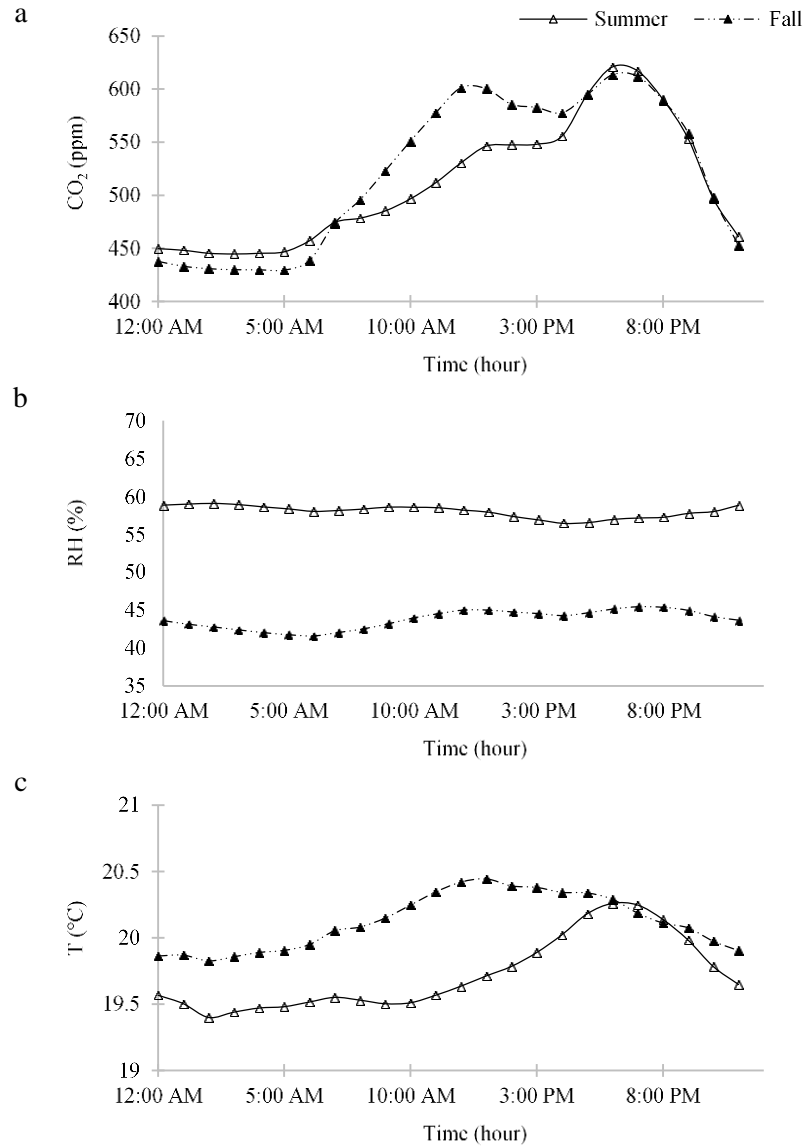 a
Summer Fall
650
600
550
500
450
400
CO₂ (ppm)
12:00 AM 5:00 AM 10:00 AM 3:00 PM 8:00 PM
Time (hour)
b
70
65
60
55
50
45
40
35
RH (%)
12:00 AM 5:00 AM 10:00 AM 3:00 PM 8:00 PM
Time (hour)
c
21
20.5
20
19.5
19
T (°C)
12:00 AM 5:00 AM 10:00 AM 3:00 PM 8:00 PM
Time (hour)